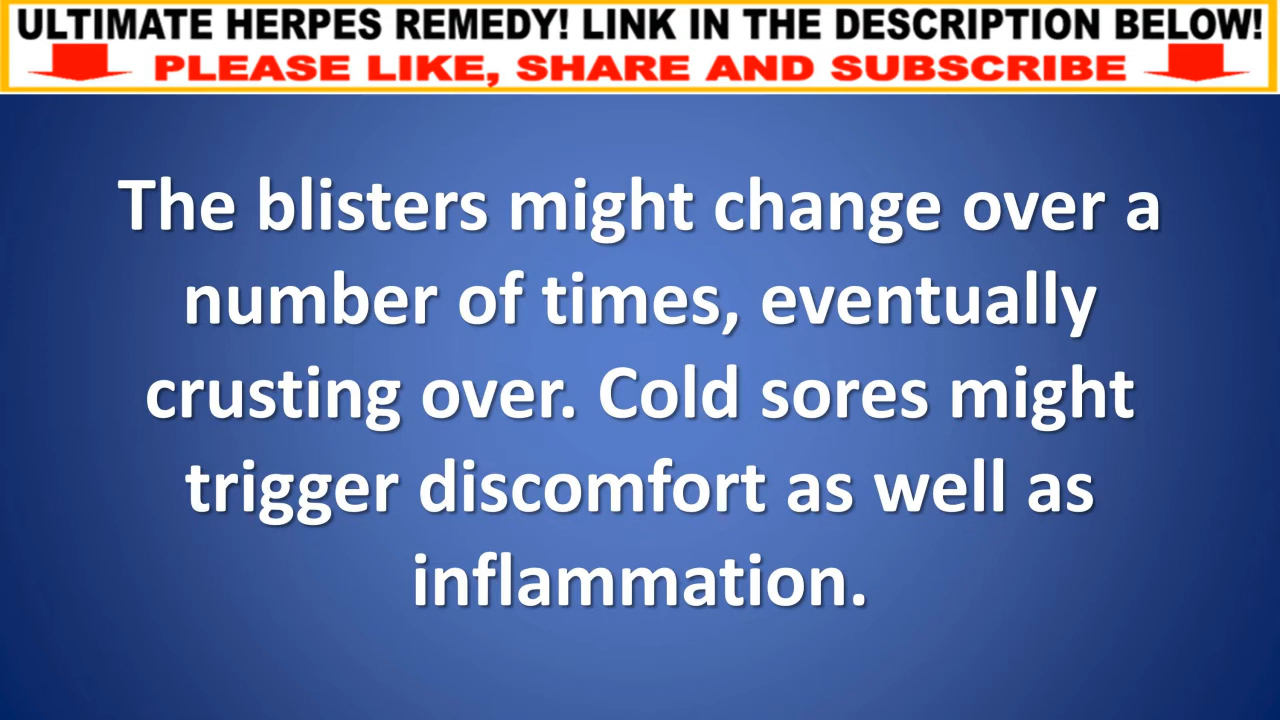 ULTIMATE HERPES REMEDY! LINK IN THE DESCRIPTION BELOW!
PLEASE LIKE, SHARE AND SUBSCRIBE
The blisters might change over a
number of times, eventually
crusting over. Cold sores might
trigger discomfort as well as
inflammation.